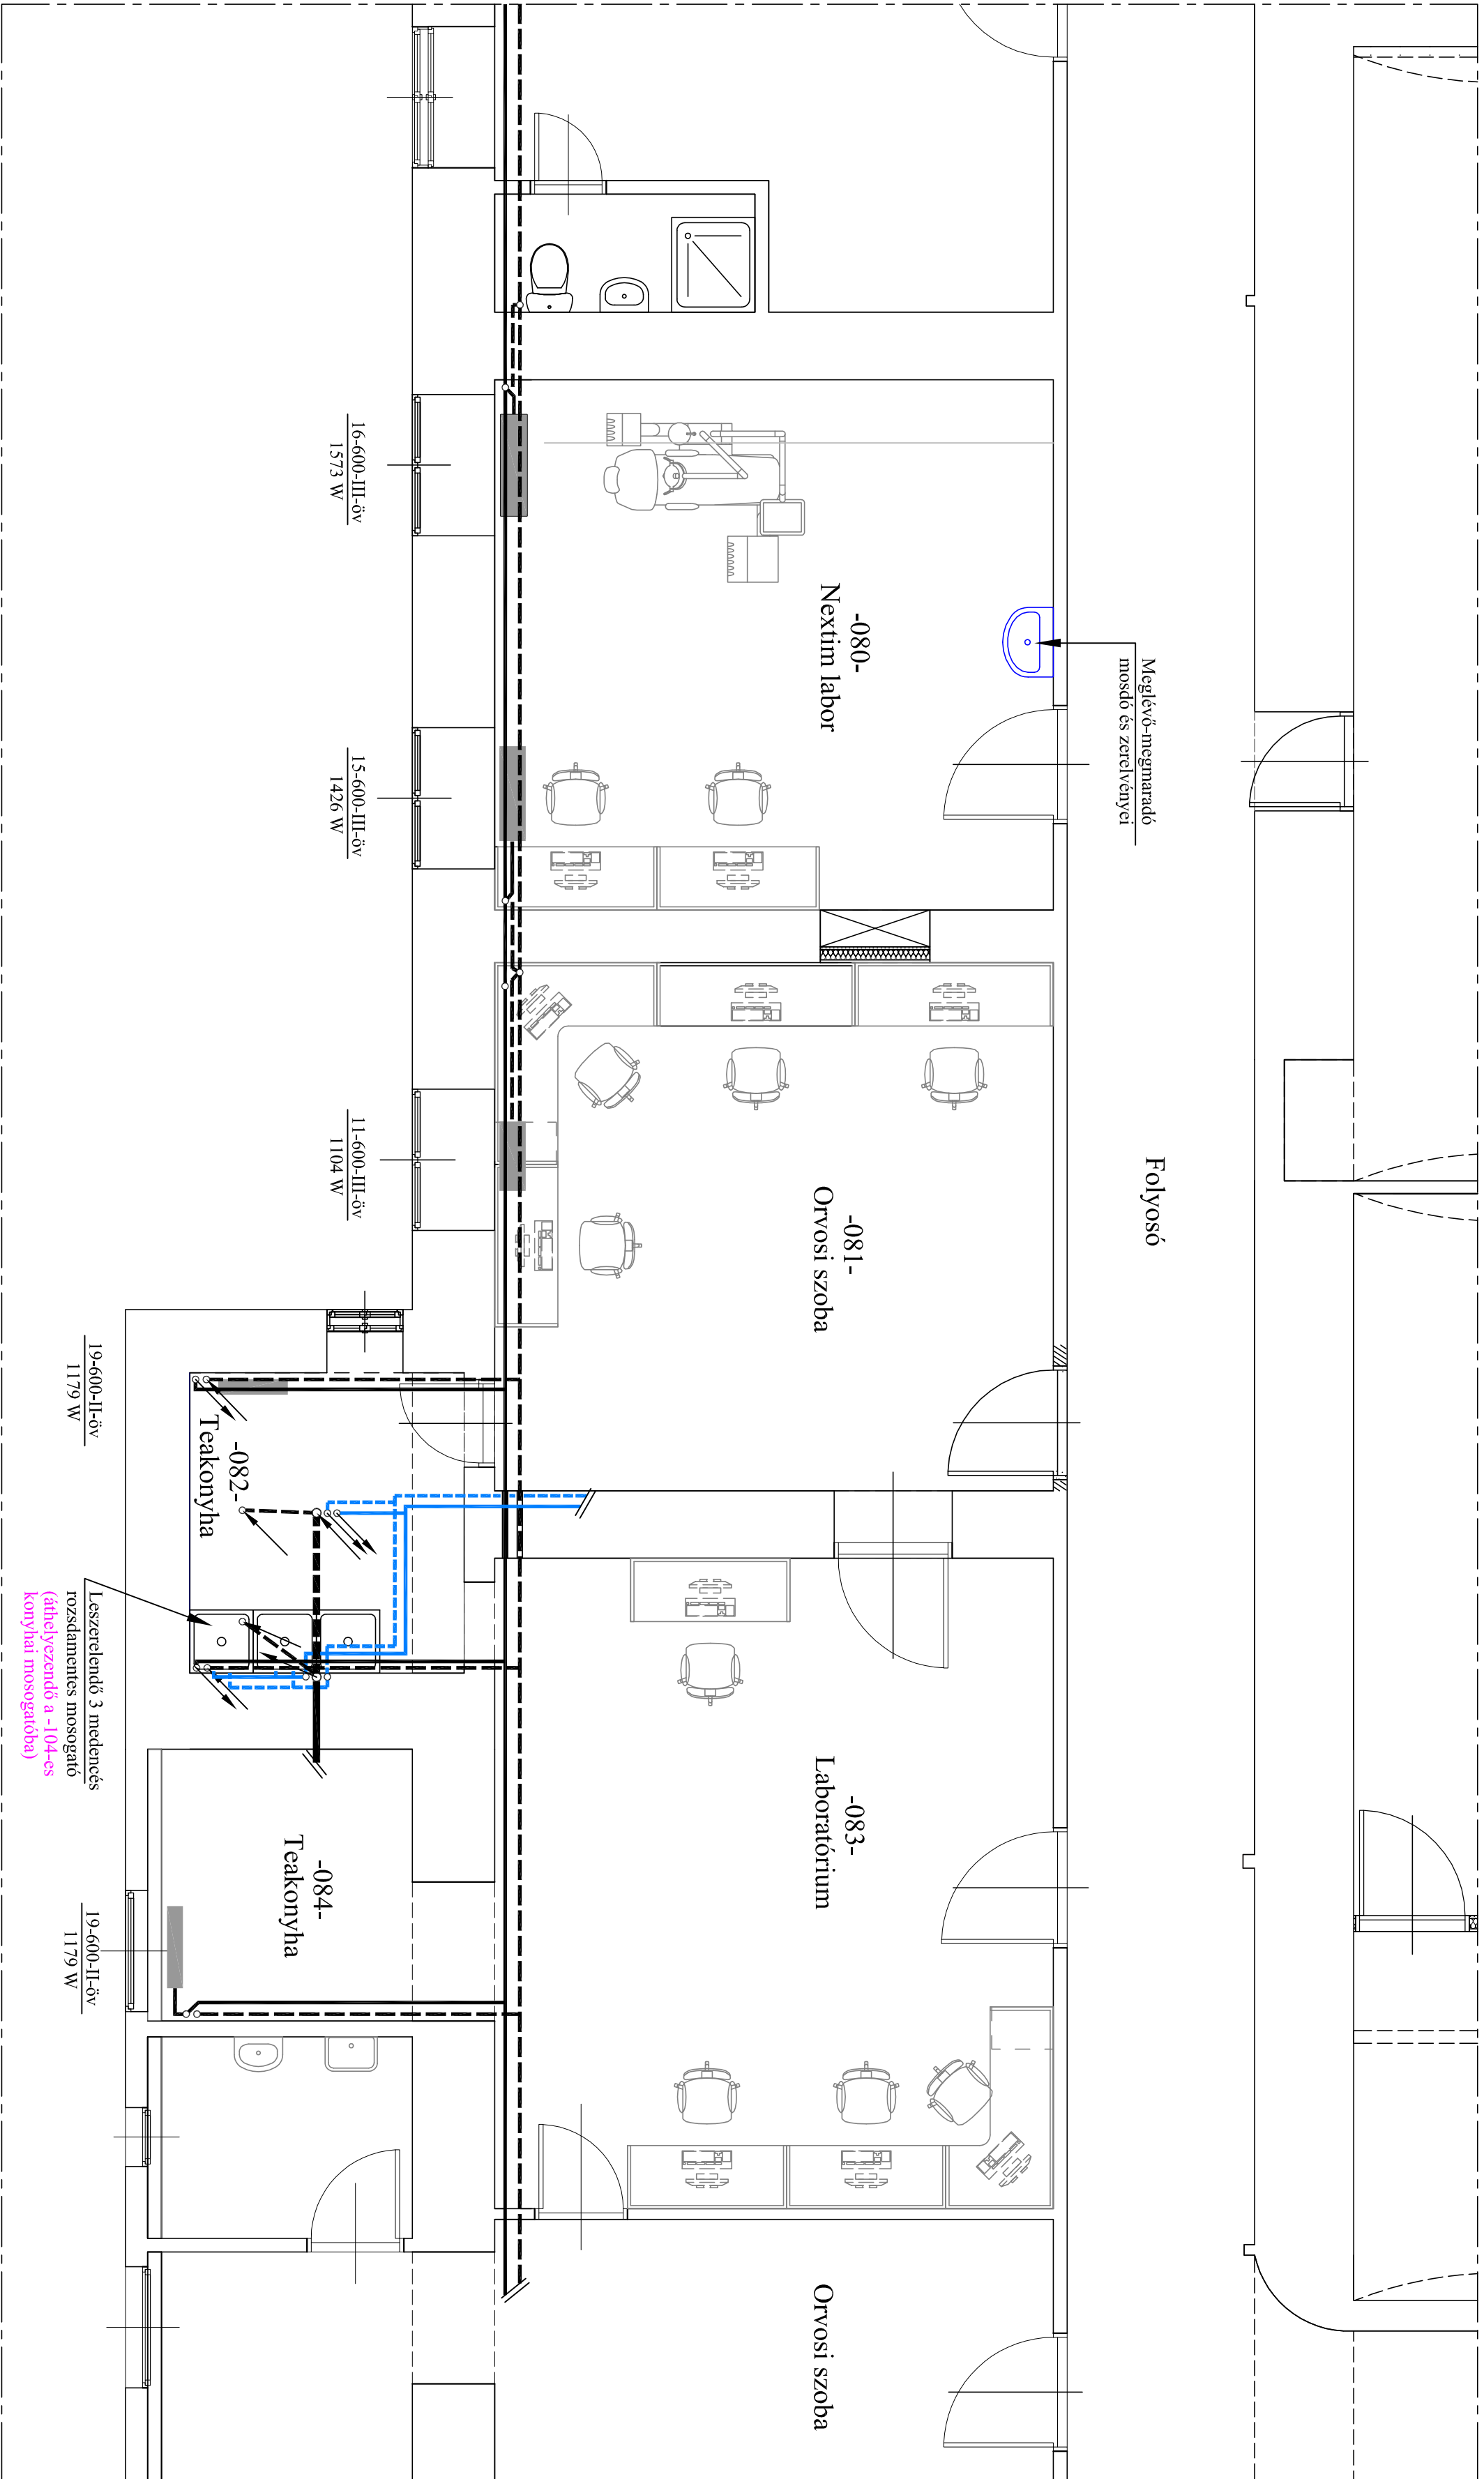 Meglévő-megmaradó
mosdó és zerelvényei
Folyosó
-080-
Nextim labor
-081-
Orvosi szoba
-083-
Laboratórium
Orvosi szoba
16-600-III-öv
1573 W
15-600-III-öv
1426 W
11-600-III-öv
1104 W
-082-
Teakonyha
-084-
Teakonyha
19-600-II-öv
1179 W
Leszerelendő 3 medencés
rozsdamentes mosogató
(áthelyezendő a -104-es
konyhai mosogatóba)
19-600-II-öv
1179 W